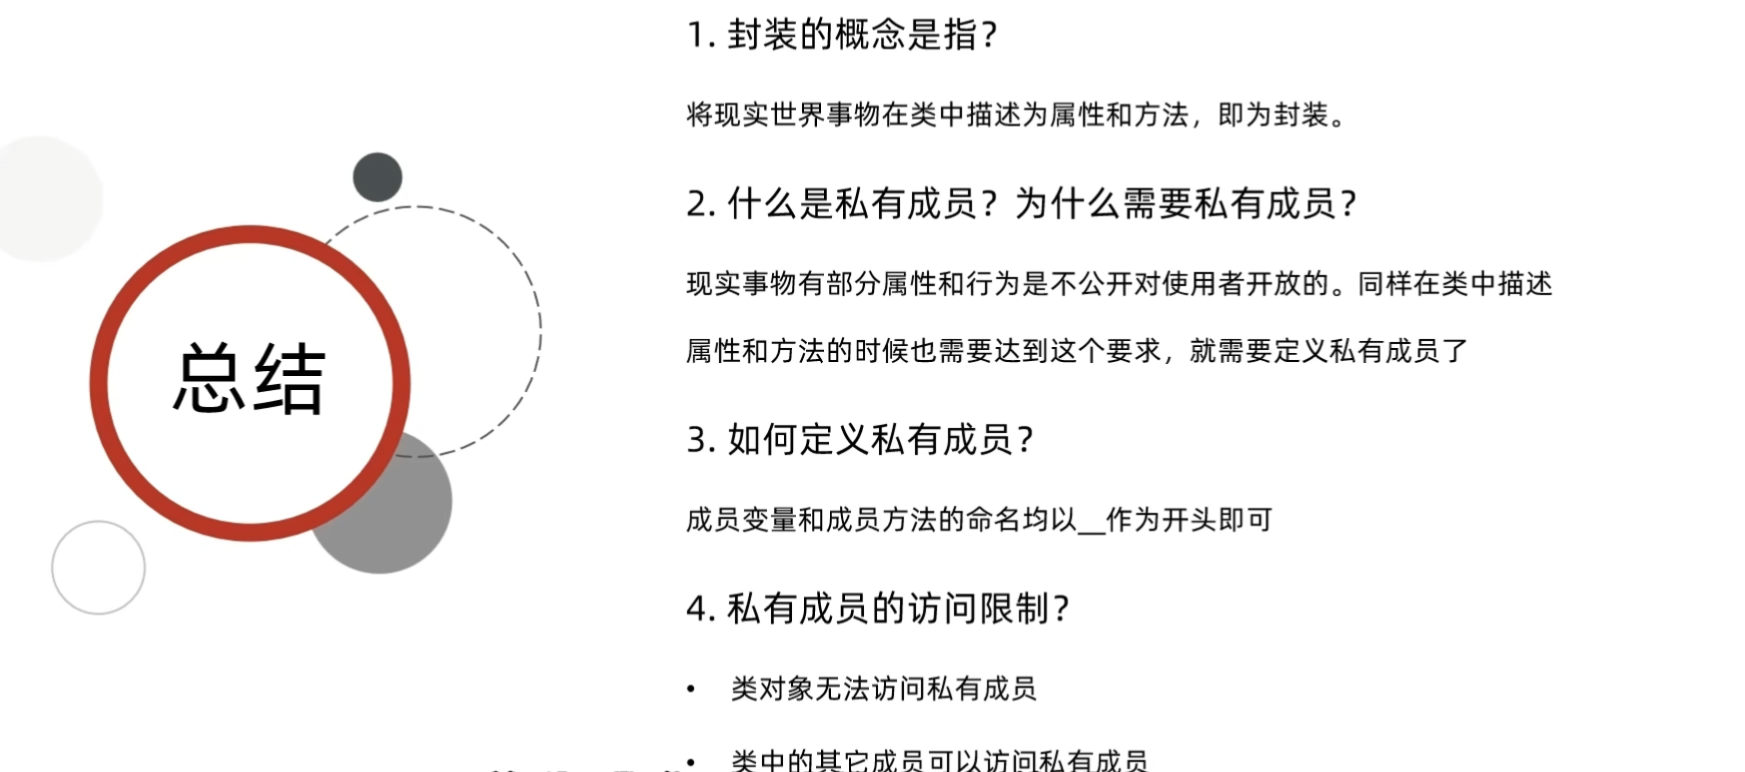 总结
1. 封装的概念是指？
将现实世界事物在类中描述为属性和方法，即为封装。
2. 什么是私有成员？为什么需要私有成员？
现实事物有部分属性和行为是不公开对使用者开放的。同样在类中描述
属性和方法的时候也需要达到这个要求，就需要定义私有成员了
3. 如何定义私有成员？
成员变量和成员方法的命名均以__作为开头即可
4. 私有成员的访问限制？
• 类对象无法访问私有成员
• 类中的其它成员可以访问私有成员